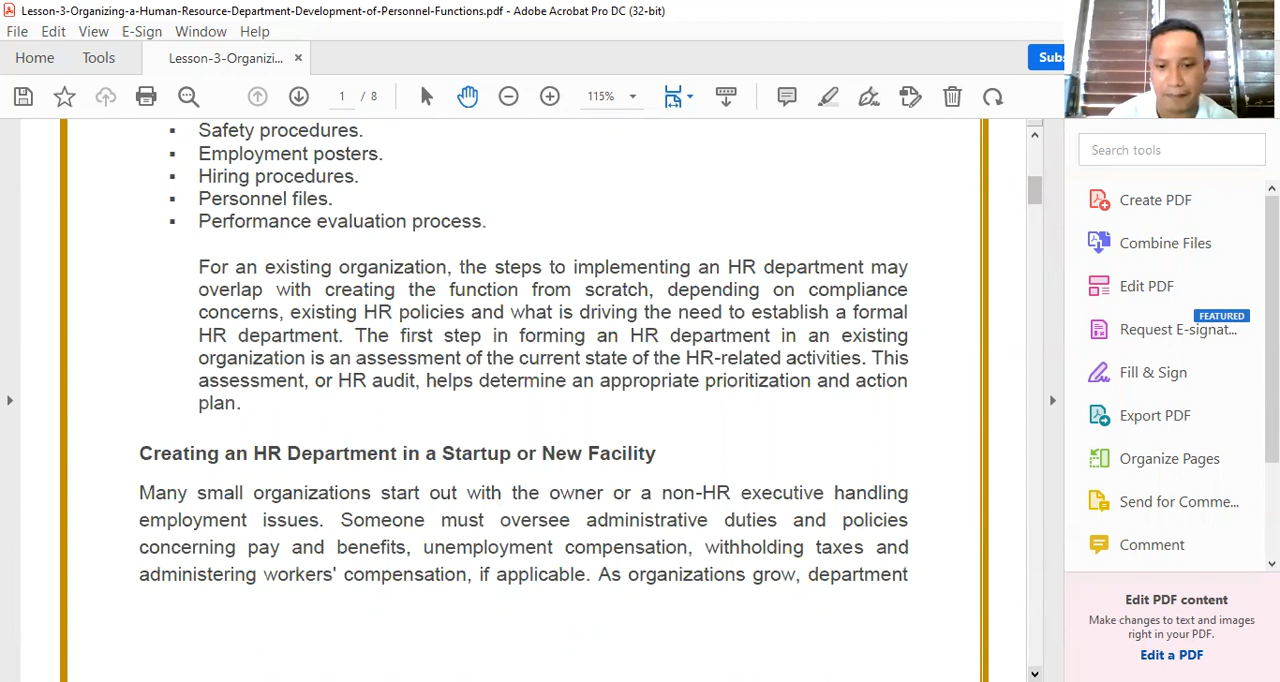 Lesson-3-Organizing-a-Human-Resource-Department-Development-of-Personnel-Functions.pdf - Adobe Acrobat Pro DC (32-bit)
File Edit View E-Sign Window Help
Home Tools Lesson-3-Organizi... ×
Subs
1 / 8 115%
Search tools
▪ Safety procedures.
▪ Employment posters.
▪ Hiring procedures.
▪ Personnel files.
▪ Performance evaluation process.
For an existing organization, the steps to implementing an HR department may
overlap with creating the function from scratch, depending on compliance
concerns, existing HR policies and what is driving the need to establish a formal
HR department. The first step in forming an HR department in an existing
organization is an assessment of the current state of the HR-related activities. This
assessment, or HR audit, helps determine an appropriate prioritization and action
plan.
Creating an HR Department in a Startup or New Facility
Many small organizations start out with the owner or a non-HR executive handling
employment issues. Someone must oversee administrative duties and policies
concerning pay and benefits, unemployment compensation, withholding taxes and
administering workers' compensation, if applicable. As organizations grow, department
Create PDF
Combine Files
Edit PDF
FEATURED
Request E-signat...
Fill & Sign
Export PDF
Organize Pages
Send for Comme...
Comment
Edit PDF content
Make changes to text and images
right in your PDF.
Edit a PDF